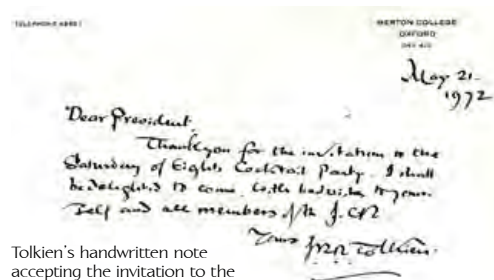 TELEPHONE
MERTON COLLEGE
OXFORD
May 21.
1972
Dear President
Thank you for the invitation to the
Saturday of Eights Cocktail Party. I shall
be delighted to come. With best wishes to your-
self and all members of the J. CR
Yours JRR Tolkien.
Tolkien's handwritten note
accepting the invitation to the